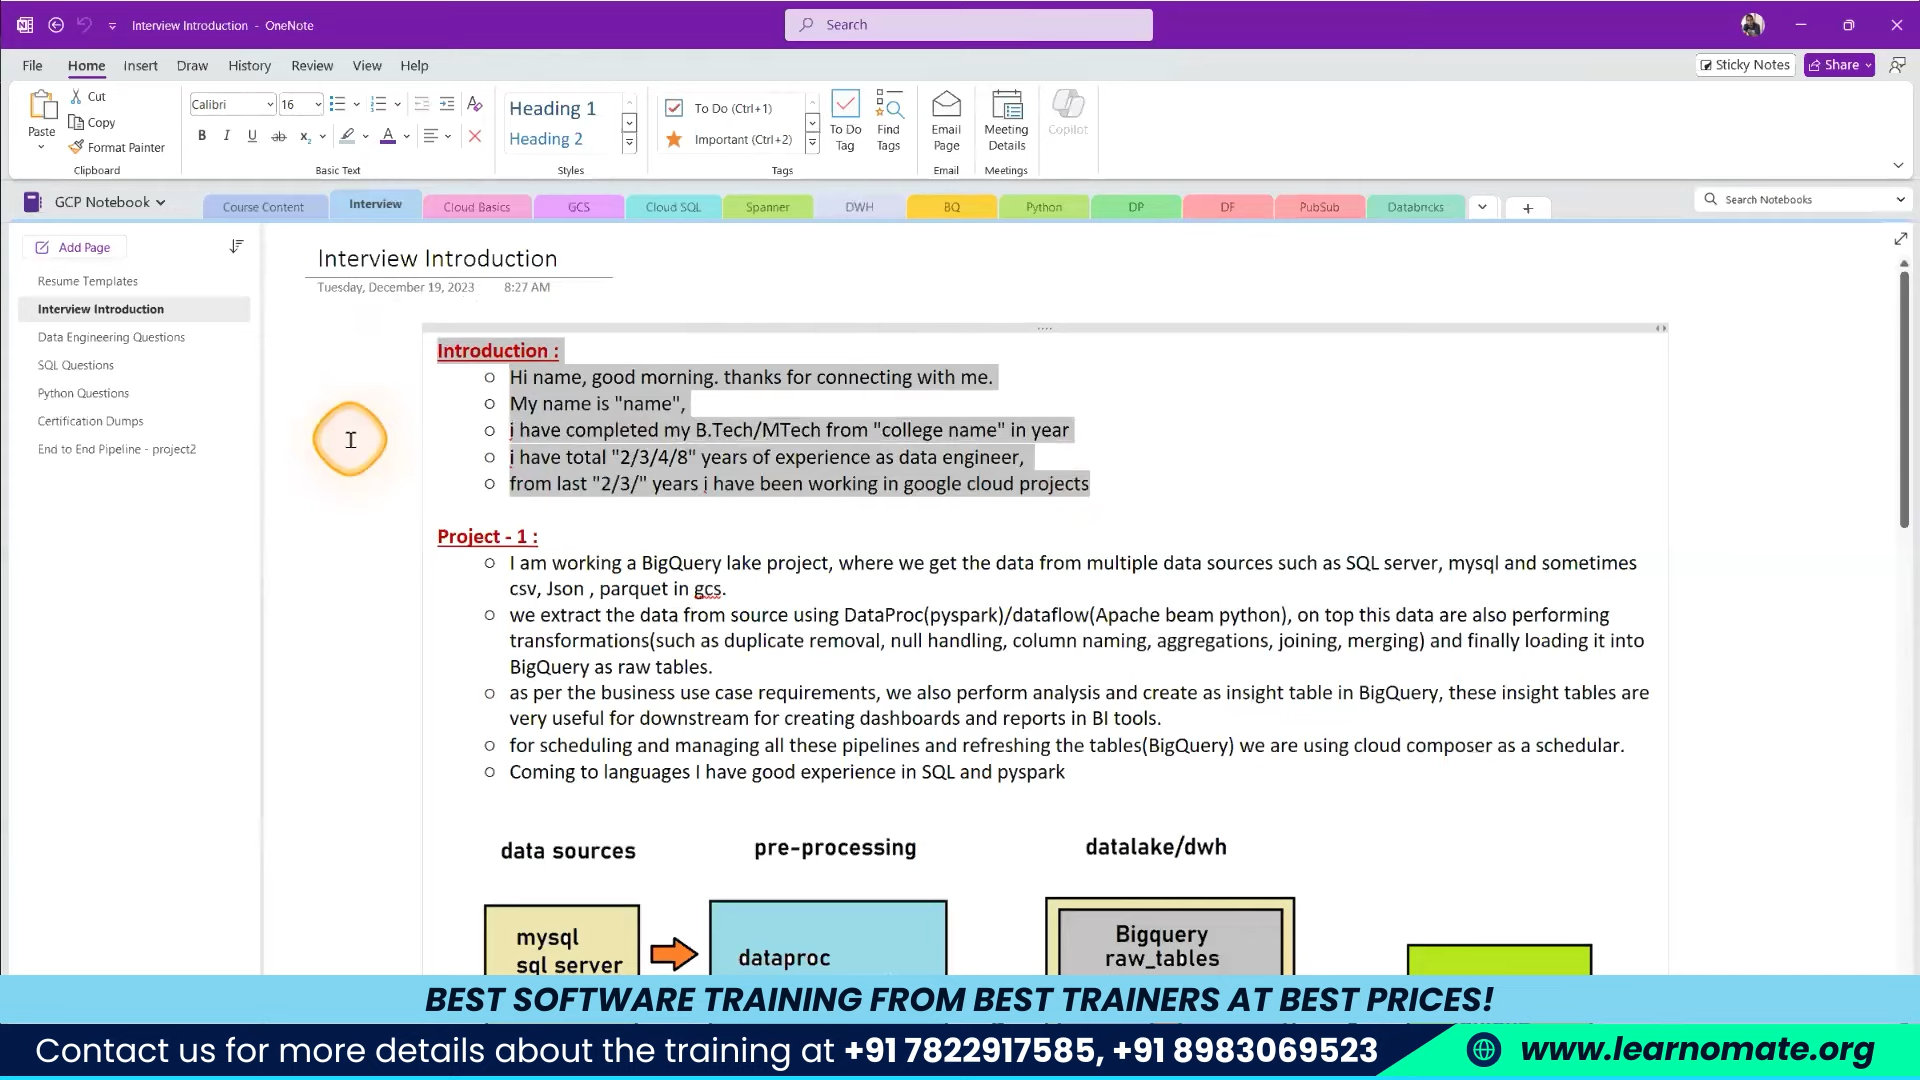 Interview Introduction - OneNote
Search
File Home Insert Draw History Review View Help
Sticky Notes
Share
Paste
Cut
Copy
Format Painter
Clipboard
Calibri
16
B I U ab x₂ A
Basic Text
Heading 1
Heading 2
Styles
To Do (Ctrl+1)
Important (Ctrl+2)
To Do Tag
Find Tags
Tags
Email Page
Email
Meeting Details
Meetings
Copilot
GCP Notebook
Course Content
Interview
Cloud Basics
GCS
Cloud SQL
Spanner
DWH
BQ
Python
DP
DF
PubSub
Databricks
Search Notebooks
Add Page
Resume Templates
Interview Introduction
Data Engineering Questions
SQL Questions
Python Questions
Certification Dumps
End to End Pipeline - project2
Interview Introduction
Tuesday, December 19, 2023 8:27 AM
Introduction :
Hi name, good morning. thanks for connecting with me.
My name is "name",
i have completed my B.Tech/MTech from "college name" in year
i have total "2/3/4/8" years of experience as data engineer,
from last "2/3/" years i have been working in google cloud projects
Project - 1 :
I am working a BigQuery lake project, where we get the data from multiple data sources such as SQL server, mysql and sometimes
csv, Json , parquet in gcs.
we extract the data from source using DataProc(pyspark)/dataflow(Apache beam python), on top this data are also performing
transformations(such as duplicate removal, null handling, column naming, aggregations, joining, merging) and finally loading it into
BigQuery as raw tables.
as per the business use case requirements, we also perform analysis and create as insight table in BigQuery, these insight tables are
very useful for downstream for creating dashboards and reports in BI tools.
for scheduling and managing all these pipelines and refreshing the tables(BigQuery) we are using cloud composer as a schedular.
Coming to languages I have good experience in SQL and pyspark
data sources
pre-processing
datalake/dwh
mysql
sql server
dataproc
Bigquery
raw_tables
BEST SOFTWARE TRAINING FROM BEST TRAINERS AT BEST PRICES!
Contact us for more details about the training at +91 7822917585, +91 8983069523
www.learnomate.org